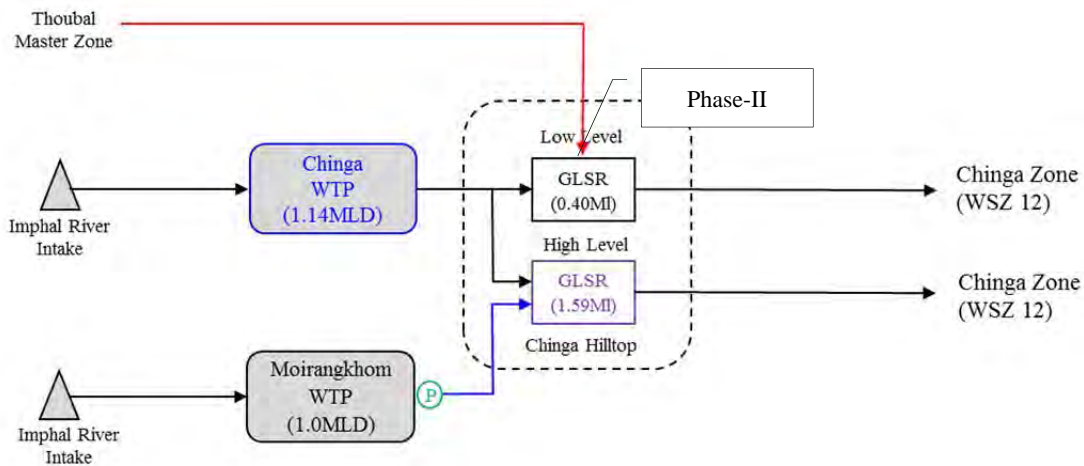 Thoubal
Master Zone
Phase-II
Low Level
Chinga
WTP
(1.14MLD)
GLSR
(0.40Ml)
Chinga Zone
(WSZ 12)
Imphal River
Intake
High Level
GLSR
(1.59Ml)
Chinga Zone
(WSZ 12)
Chinga Hilltop
Moirangkhom
WTP
(1.0MLD)
P
Imphal River
Intake